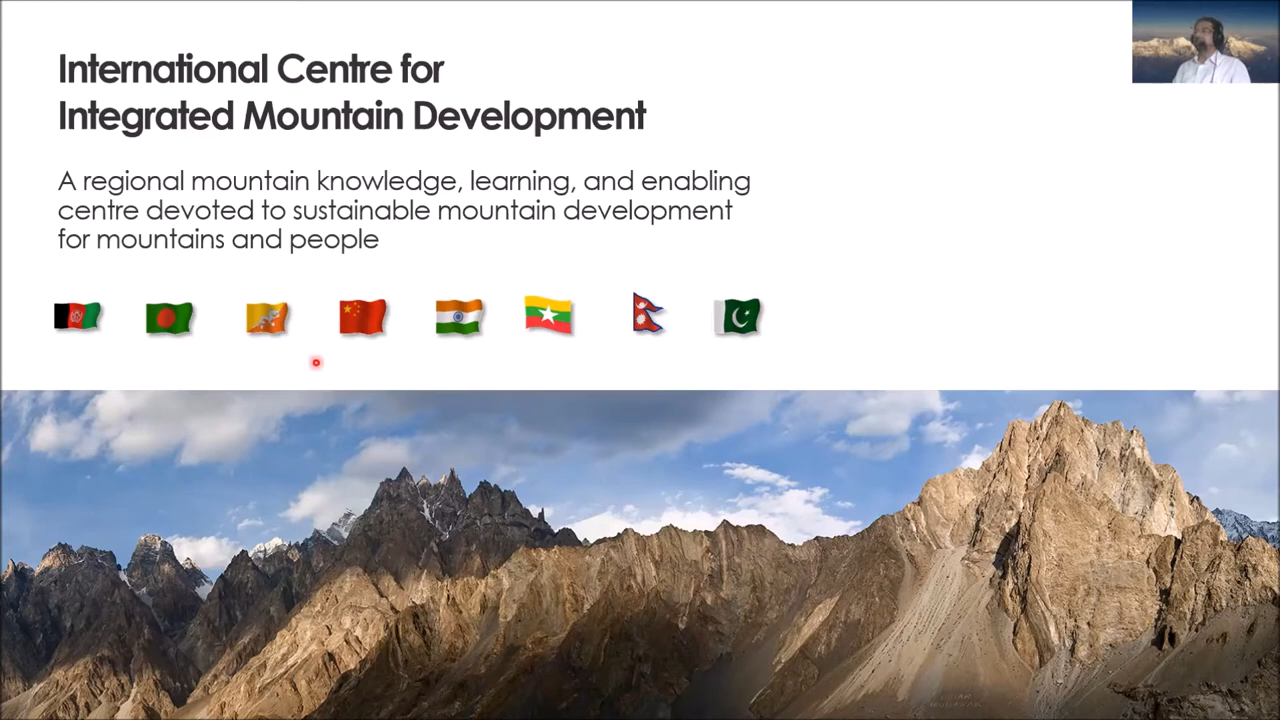 International Centre for
Integrated Mountain Development
A regional mountain knowledge, learning, and enabling
centre devoted to sustainable mountain development
for mountains and people